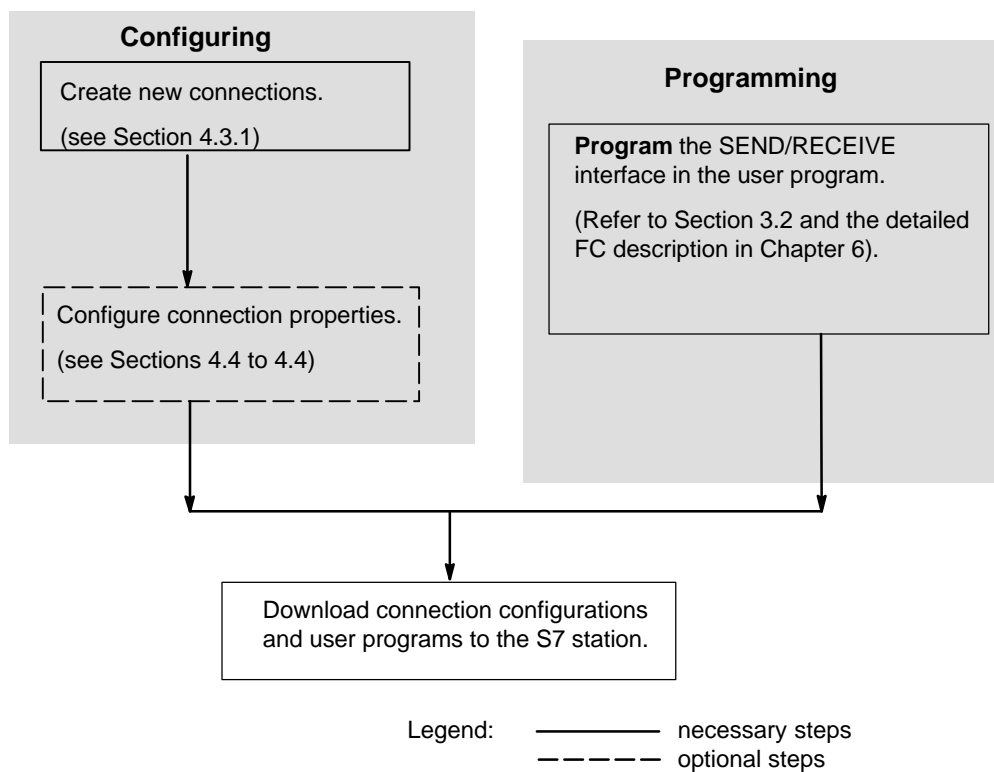 Configuring
Create new connections.
(see Section 4.3.1)
Configure connection properties.
(see Sections 4.4 to 4.4)
Programming
Program the SEND/RECEIVE
interface in the user program.
(Refer to Section 3.2 and the detailed
FC description in Chapter 6).
Download connection configurations
and user programs to the S7 station.
Legend:
necessary steps
optional steps